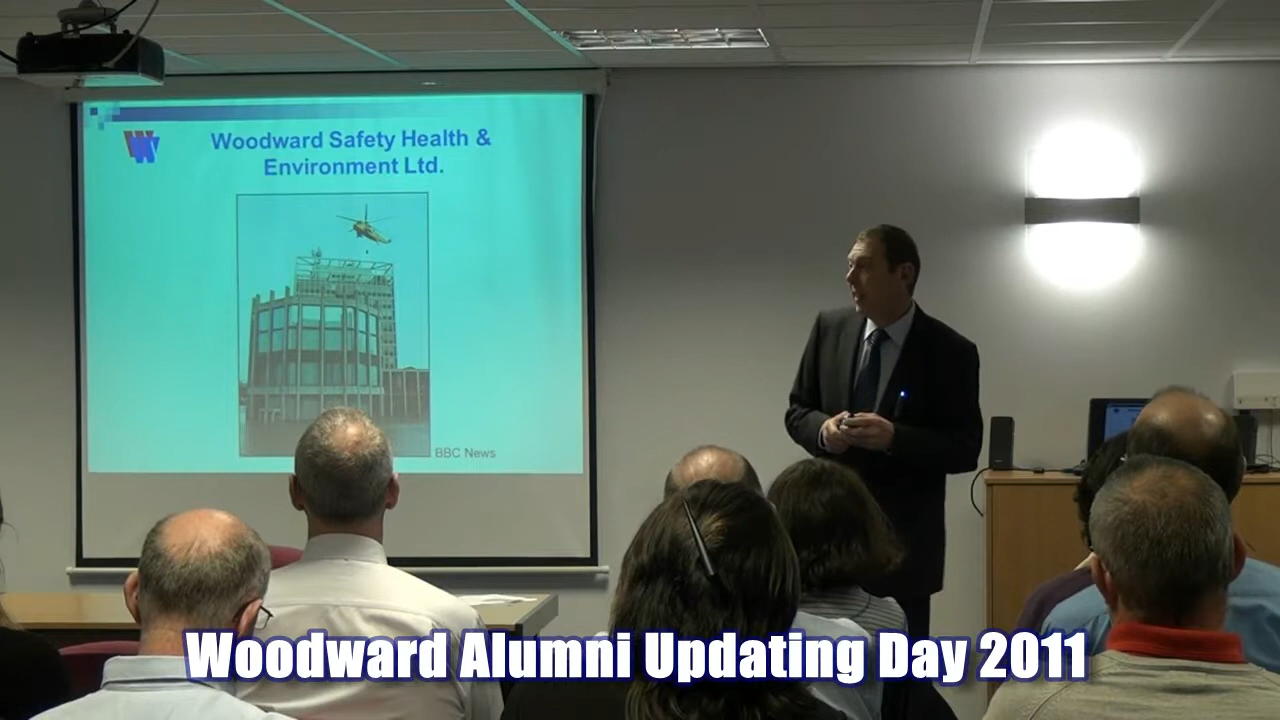 Woodward Safety Health &
Environment Ltd.
BBC News
Woodward Alumni Updating Day 2011